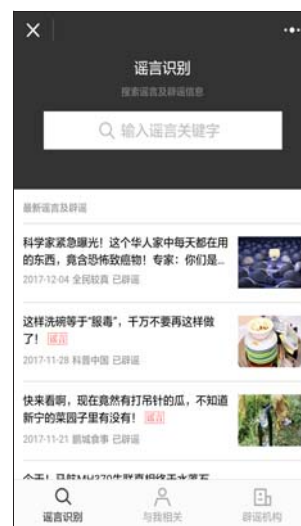 谣言识别
搜索谣言及辟谣信息
输入谣言关键字
最新谣言及辟谣
科学家紧急曝光！这个华人家中每天都在用
的东西，竟含恐怖致癌物！专家：你们是...
2017-12-04 全民较真 已辟谣
这样洗碗等于“服毒”，千万不要再这样做
了！ 谣言
2017-11-28 科普中国 已辟谣
快来看啊，现在竟然有打吊针的瓜，不知道
新宁的菜园子里有没有！ 谣言
2017-11-21 鹏城食事 已辟谣
谣言识别
与我相关
辟谣机构